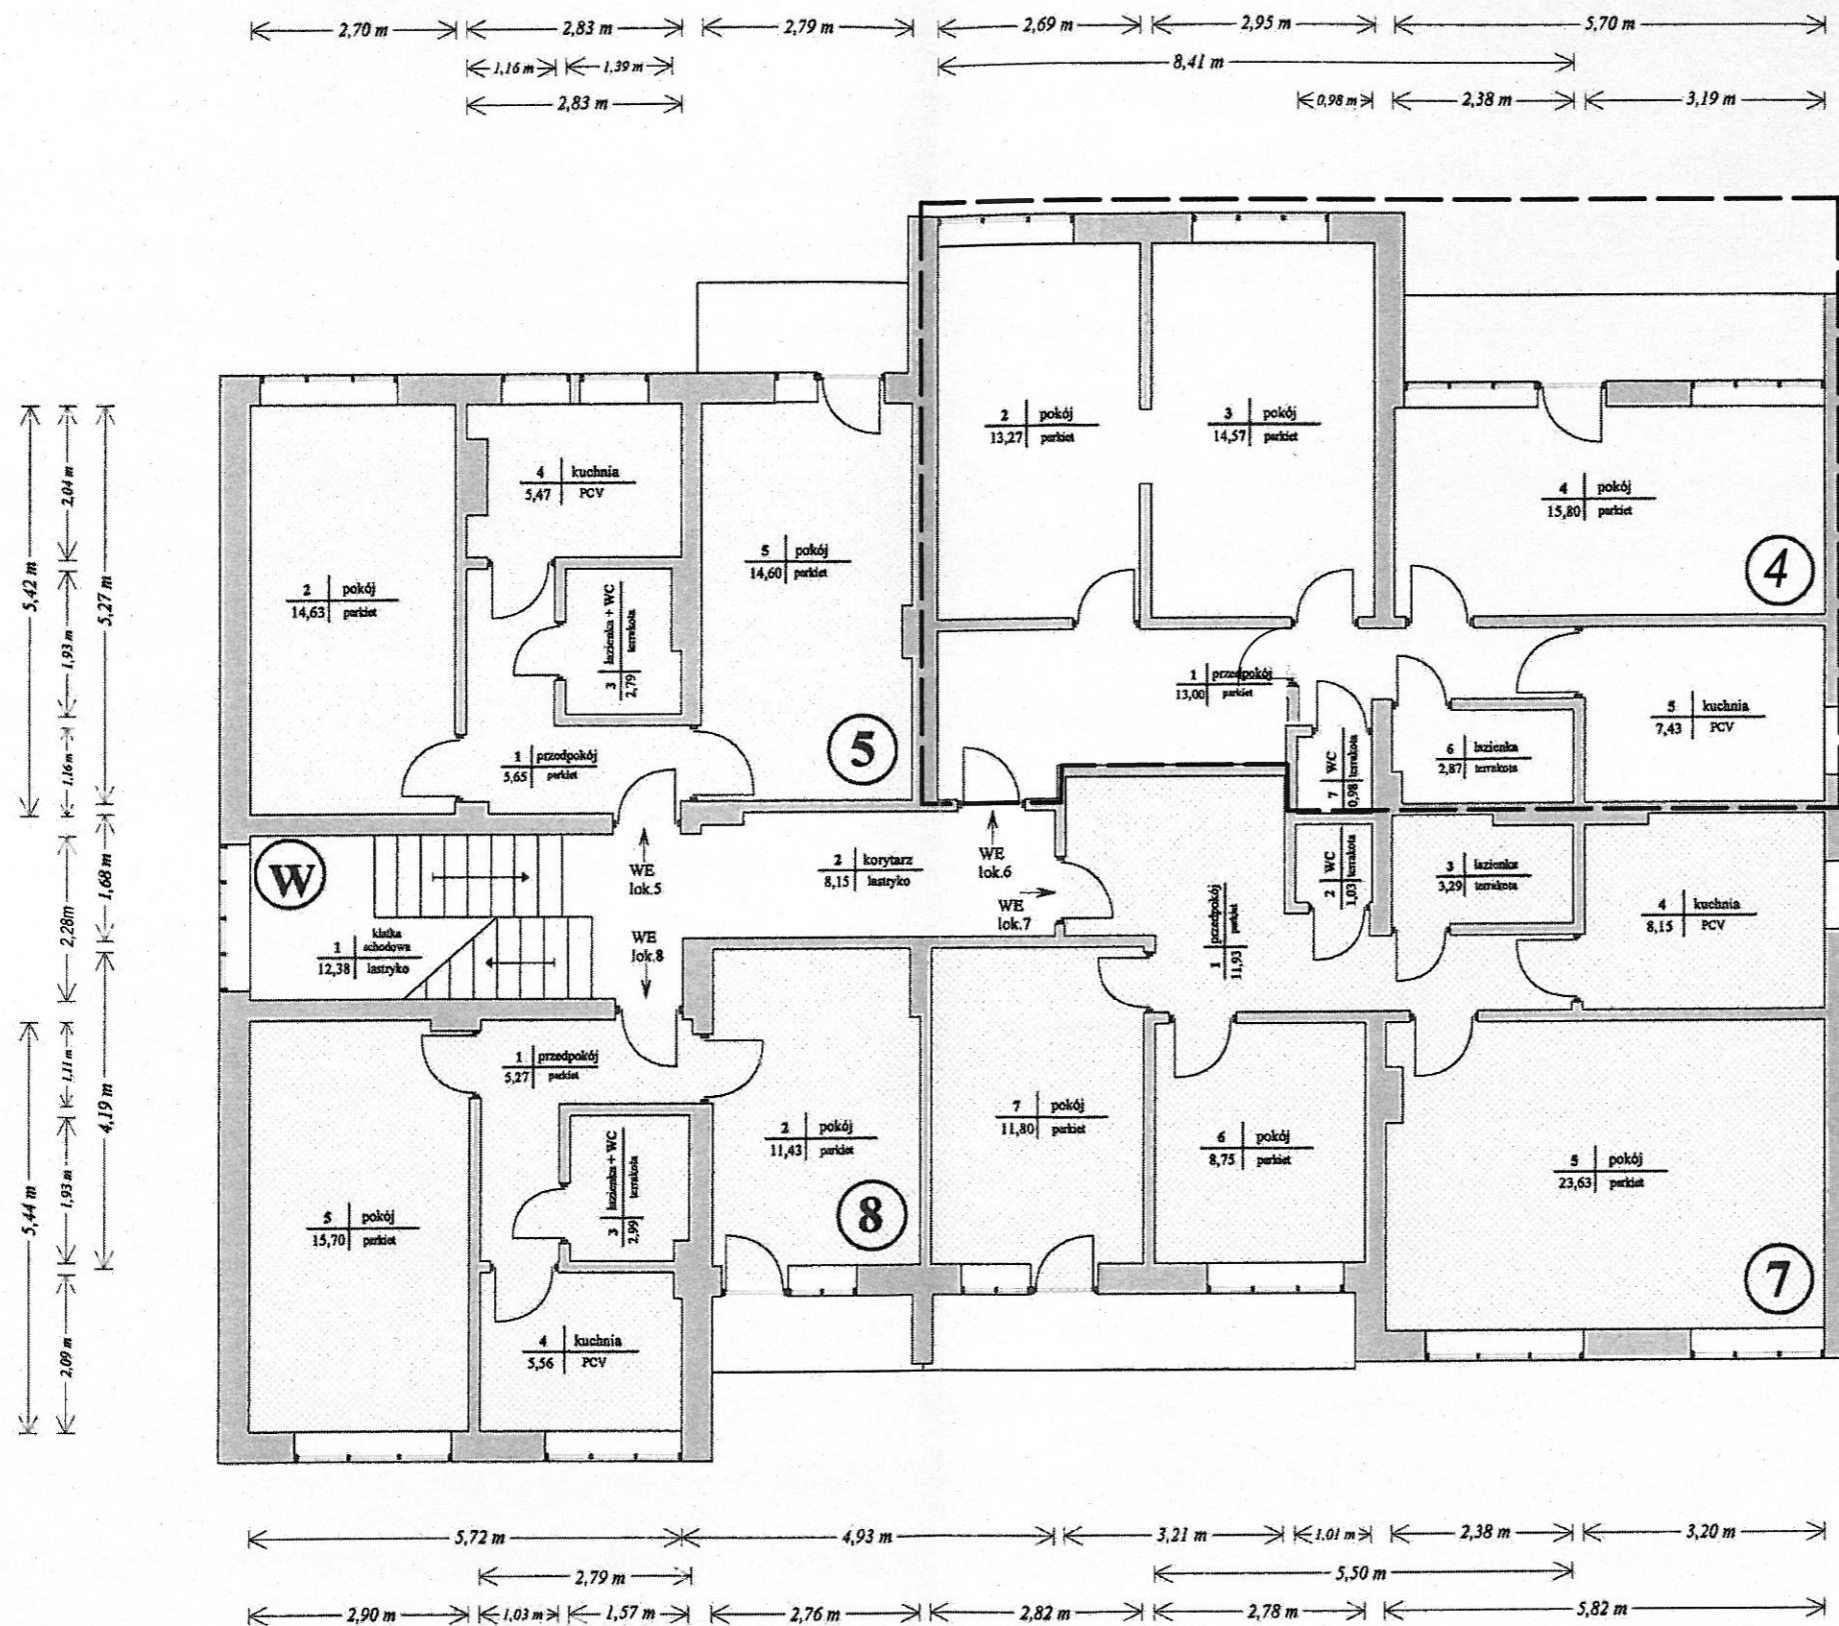 2,70 m 2,83 m 2,79 m 2,69 m 2,95 m 5,70 m
1,16 m 1,39 m 8,41 m
2,83 m 0,98 m 2,38 m 3,19 m
5,42 m
2,04 m
1,93 m
1,16 m
5,27 m
2,28m
1,68 m
5,44 m
1,11 m
1,93 m
2,09 m
4,19 m
2 pokój
14,63 parkiet
4 kuchnia
5,47 PCV
3 łazienka + WC
2,79 terrakota
5 pokój
14,60 parkiet
1 przedpokój
5,65 parkiet
5
2 pokój
13,27 parkiet
3 pokój
14,57 parkiet
4 pokój
15,80 parkiet
4
1 przedpokój
13,00 parkiet
7 WC
0,98 terrakota
6 łazienka
2,87 terrakota
5 kuchnia
7,43 PCV
W
1 klatka schodowa
12,38 lastryko
WE
lok.5
WE
lok.8
2 korytarz
8,15 lastryko
WE
lok.6
WE
lok.7
1 przedpokój
11,93 parkiet
2 WC
1,03 terrakota
3 łazienka
3,29 terrakota
4 kuchnia
8,15 PCV
1 przedpokój
5,27 parkiet
3 łazienka + WC
2,99 terrakota
5 pokój
15,70 parkiet
4 kuchnia
5,56 PCV
2 pokój
11,43 parkiet
8
7 pokój
11,80 parkiet
6 pokój
8,75 parkiet
5 pokój
23,63 parkiet
7
5,72 m 4,93 m 3,21 m 1,01 m 2,38 m 3,20 m
2,79 m 5,50 m
2,90 m 1,03 m 1,57 m 2,76 m 2,82 m 2,78 m 5,82 m